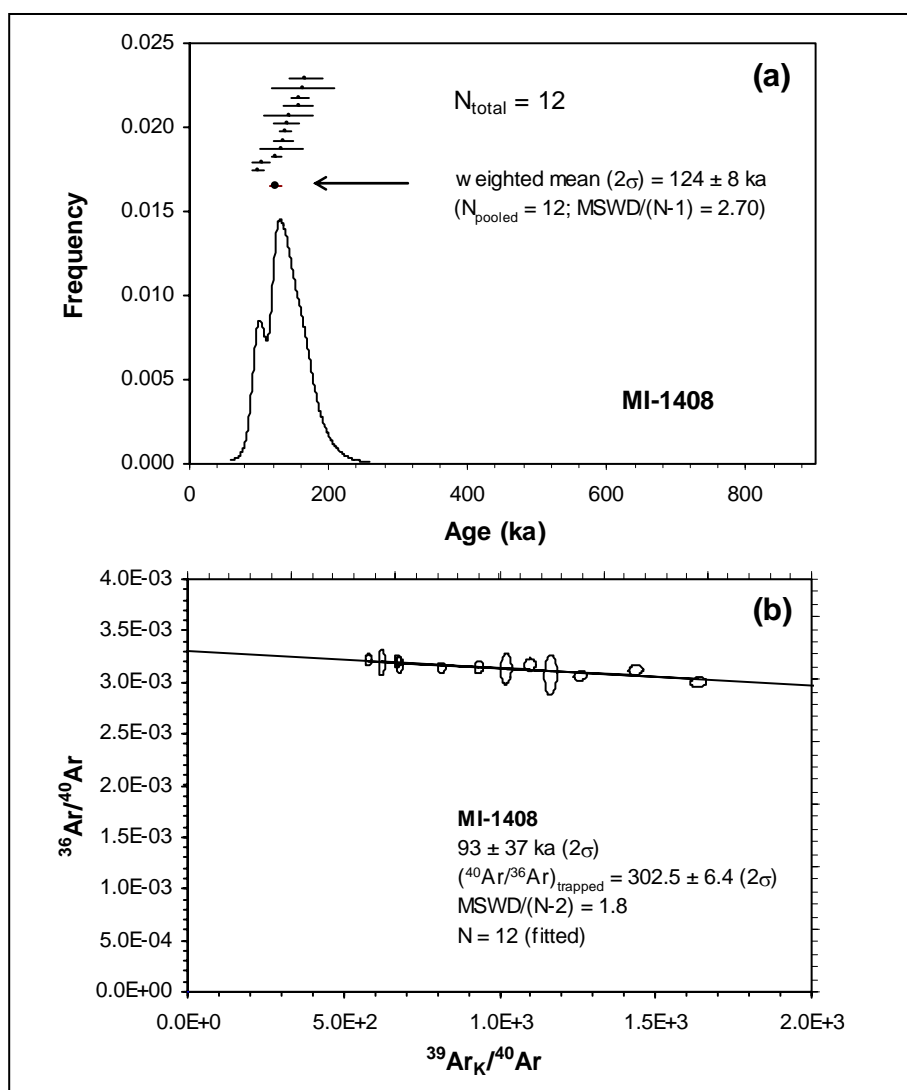 (a)
0.025
0.020
0.015
0.010
0.005
0.000
Frequency
N_total = 12
weighted mean (2σ) = 124 ± 8 ka
(N_pooled = 12; MSWD/(N-1) = 2.70)
MI-1408
0 200 400 600 800
Age (ka)
(b)
4.0E-03
3.5E-03
3.0E-03
2.5E-03
2.0E-03
1.5E-03
1.0E-03
5.0E-04
0.0E+00
³⁶Ar/⁴⁰Ar
MI-1408
93 ± 37 ka (2σ)
(⁴⁰Ar/³⁶Ar)_trapped = 302.5 ± 6.4 (2σ)
MSWD/(N-2) = 1.8
N = 12 (fitted)
0.0E+0 5.0E+2 1.0E+3 1.5E+3 2.0E+3
³⁹Ar_K/⁴⁰Ar